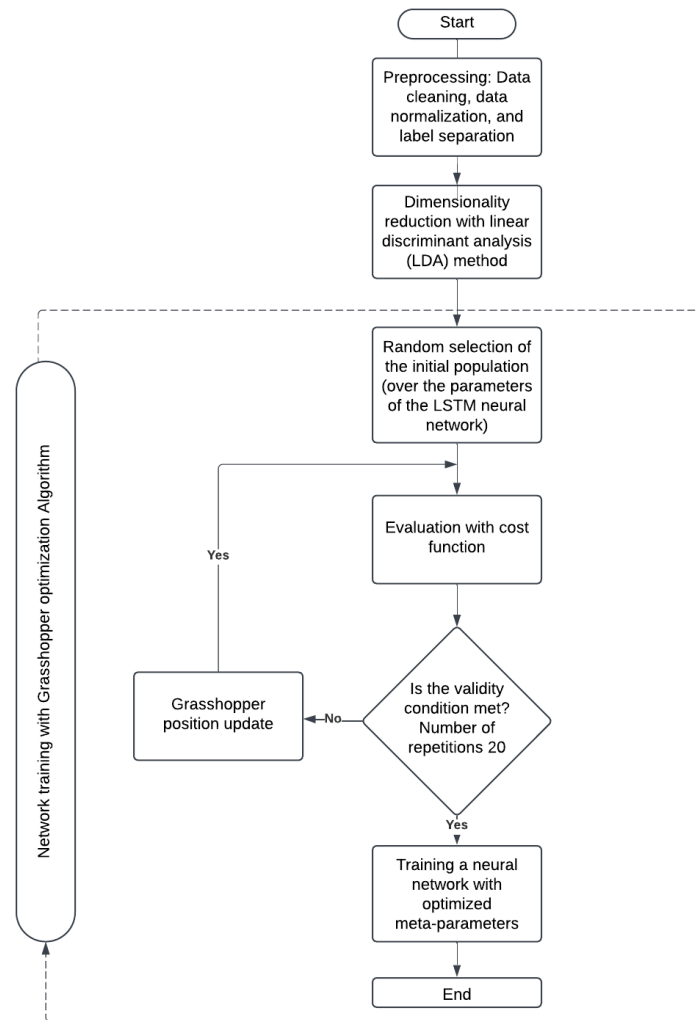 Start
Preprocessing: Data
cleaning, data
normalization, and
label separation
Dimensionality
reduction with linear
discriminant analysis
(LDA) method
Random selection of
the initial population
(over the parameters
of the LSTM neural
network)
Network training with Grasshopper optimization Algorithm
Evaluation with cost
function
Yes
Is the validity
condition met?
Number of
repetitions 20
No
Grasshopper
position update
Yes
Training a neural
network with
optimized
meta-parameters
End